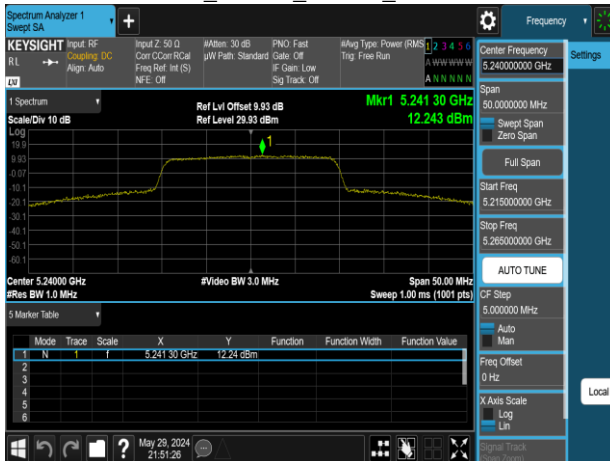 Spectrum Analyzer 1
Swept SA
+
Frequency
KEYSIGHT
RL
LXI
Input: RF
Coupling: DC
Align: Auto
Input Z: 50 Ω
Corr CCorr RCal
Freq Ref: Int (S)
NFE: Off
#Atten: 30 dB
µW Path: Standard
PNO: Fast
Gate: Off
IF Gain: Low
Sig Track: Off
#Avg Type: Power (RMS
Trig: Free Run
1 2 3 4 5 6
A W W W W W
A N N N N N
1 Spectrum
Scale/Div 10 dB
Log
Ref Lvl Offset 9.93 dB
Ref Level 29.93 dBm
Mkr1 5.241 30 GHz
12.243 dBm
1
19.9
9.93
-0.07
-10.1
-20.1
-30.1
-40.1
-50.1
-60.1
Center 5.24000 GHz
#Res BW 1.0 MHz
#Video BW 3.0 MHz
Span 50.00 MHz
Sweep 1.00 ms (1001 pts)
5 Marker Table
Mode Trace Scale X Y Function Function Width Function Value
1 N 1 f 5.241 30 GHz 12.24 dBm
2
3
4
5
6
May 29, 2024
21:51:26
Center Frequency
5.240000000 GHz
Span
50.0000000 MHz
Swept Span
Zero Span
Full Span
Start Freq
5.215000000 GHz
Stop Freq
5.265000000 GHz
AUTO TUNE
CF Step
5.000000 MHz
Auto
Man
Freq Offset
0 Hz
X Axis Scale
Log
Lin
Signal Track
(Span Zoom)
Settings
Local